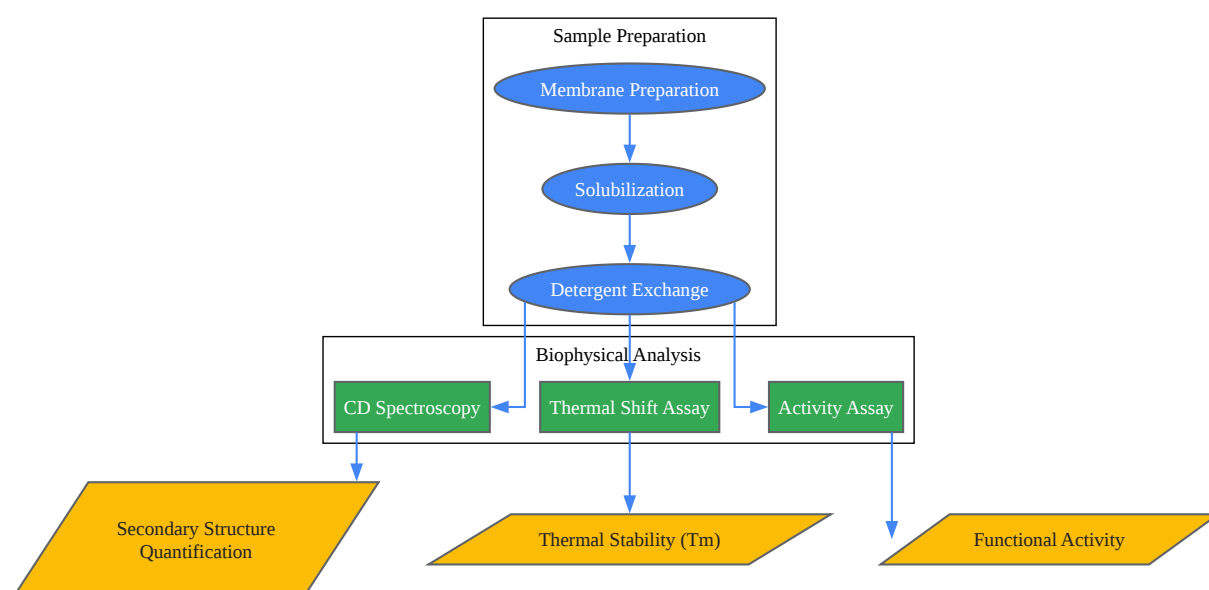 Sample Preparation
Membrane Preparation
Solubilization
Detergent Exchange
Biophysical Analysis
CD Spectroscopy
Thermal Shift Assay
Activity Assay
Secondary Structure
Quantification
Thermal Stability (Tm)
Functional Activity